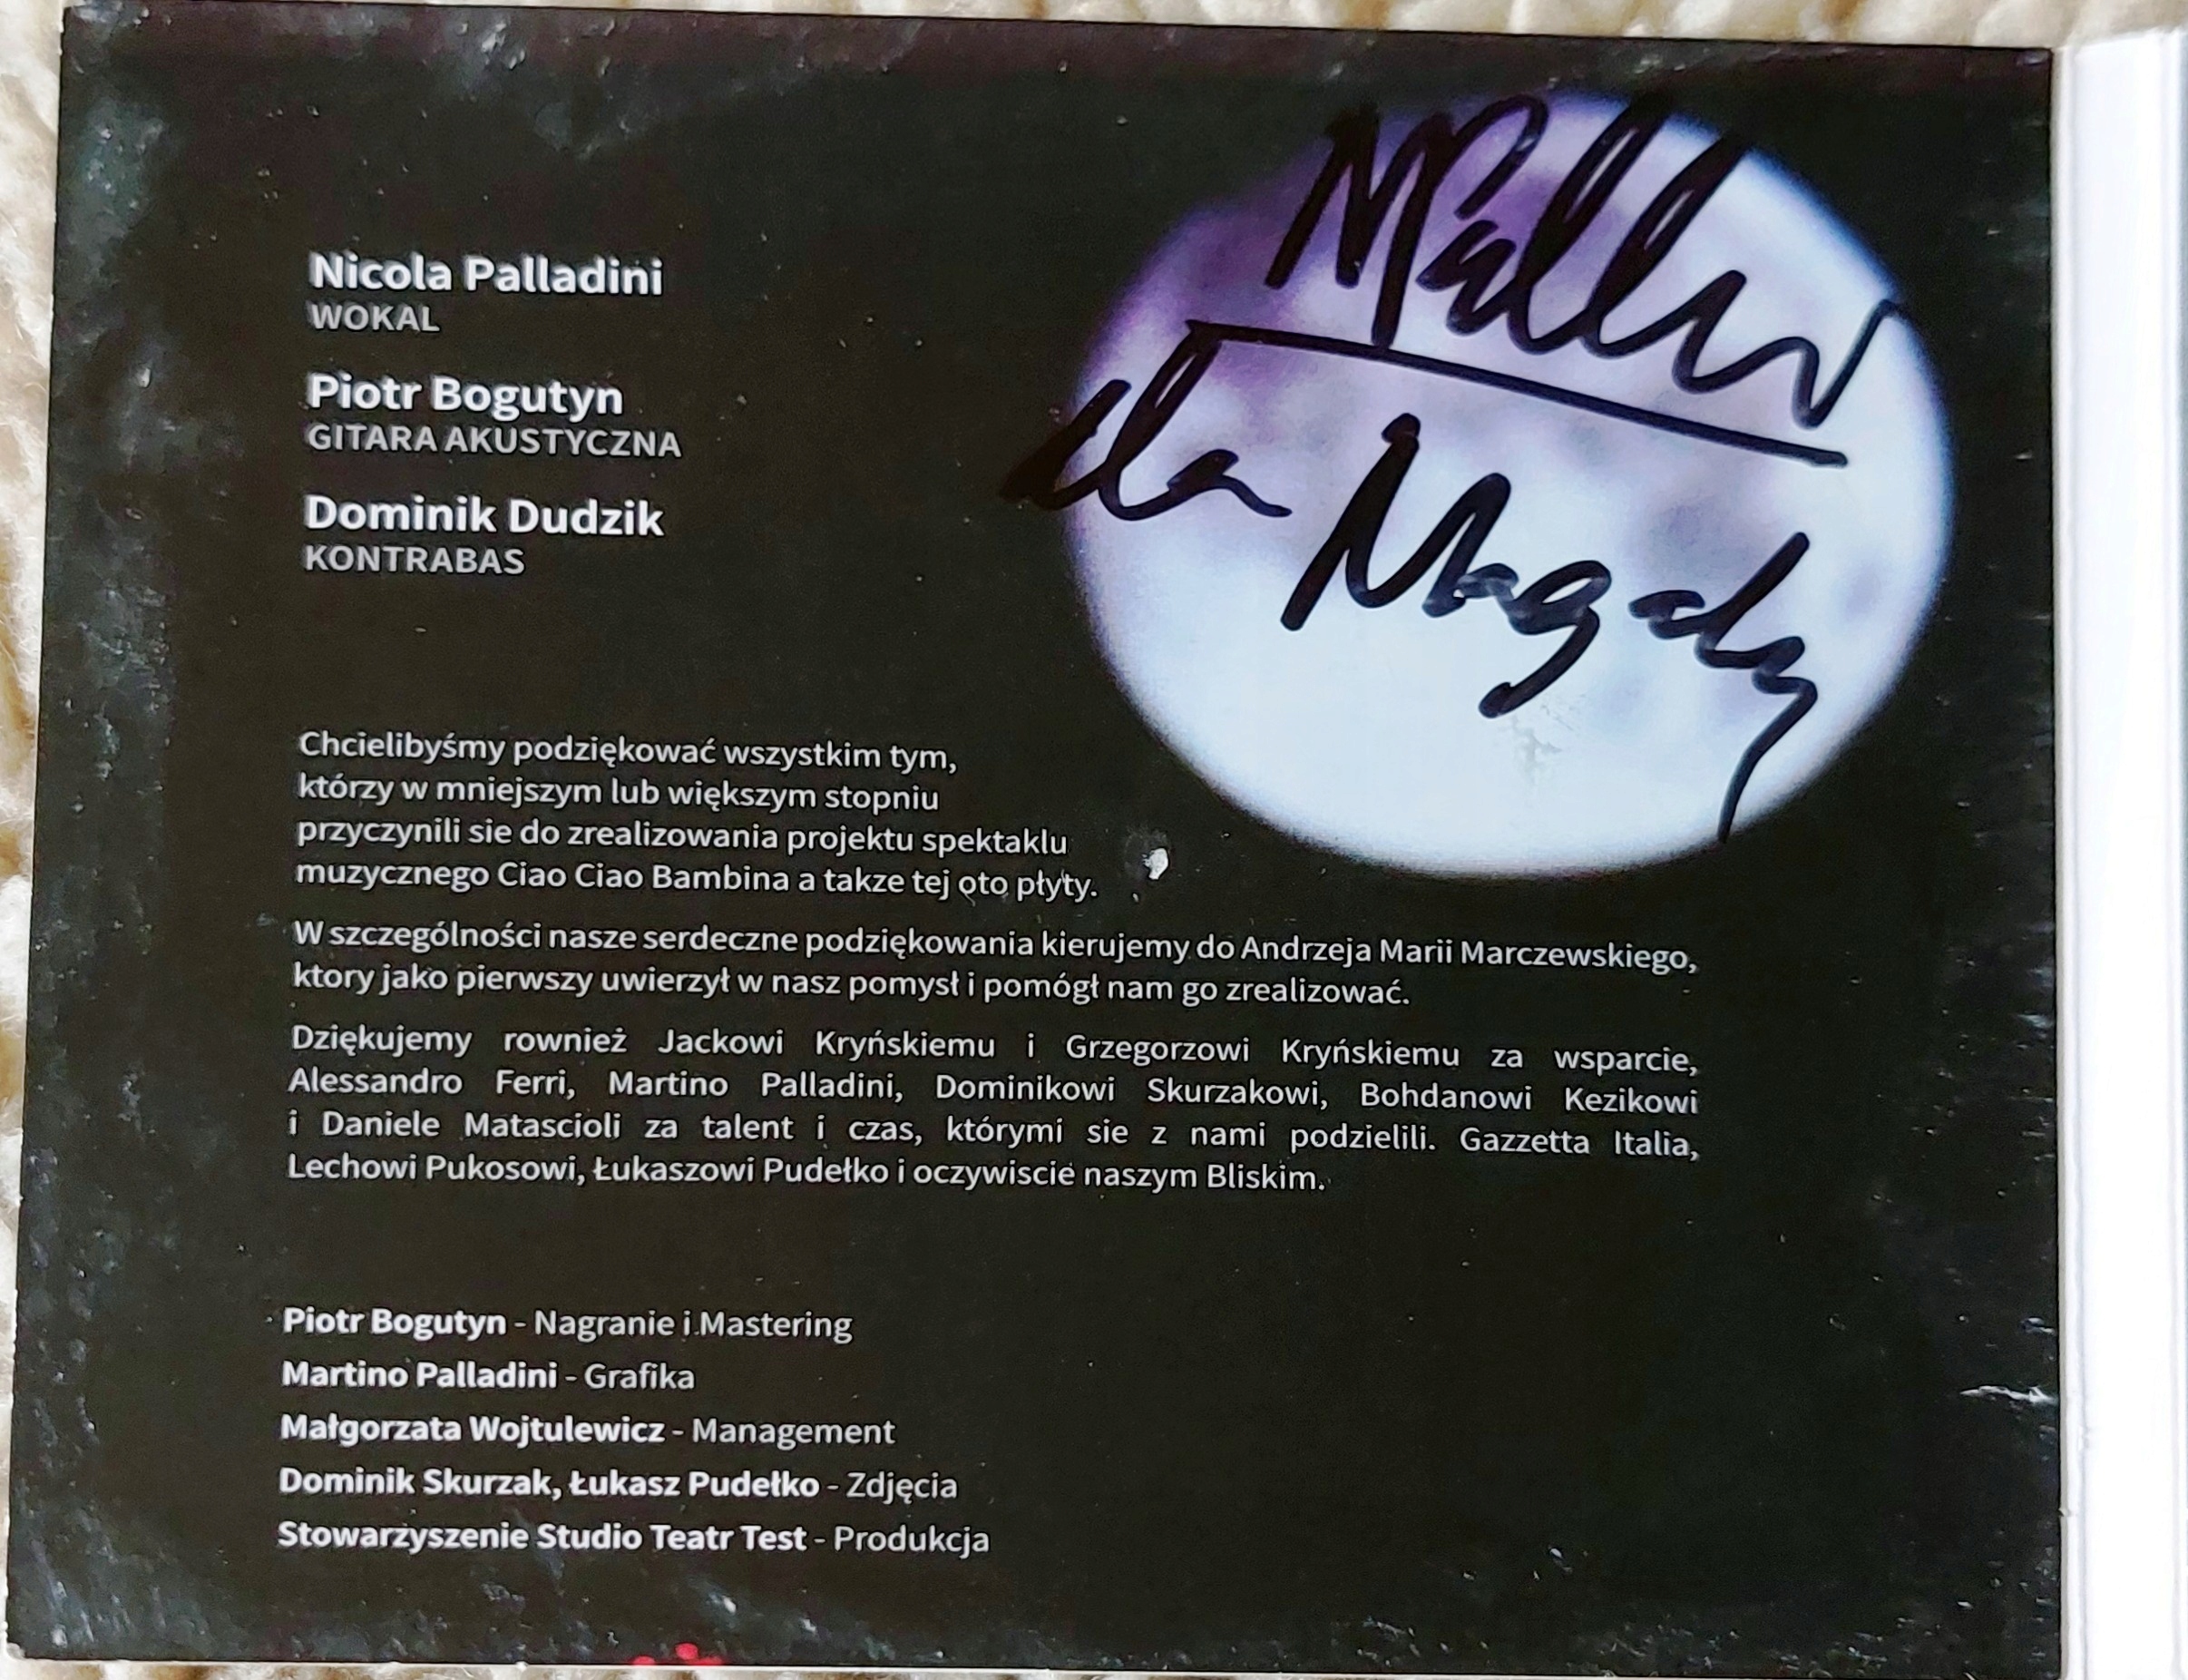 Nicola Palladini
WOKAL
Piotr Bogutyn
GITARA AKUSTYCZNA
Dominik Dudzik
KONTRABAS
dla Magdy
Chcielibyśmy podziękować wszystkim tym,
którzy w mniejszym lub większym stopniu
przyczynili sie do zrealizowania projektu spektaklu
muzycznego Ciao Ciao Bambina a takze tej oto płyty.
W szczególności nasze serdeczne podziękowania kierujemy do Andrzeja Marii Marczewskiego,
ktory jako pierwszy uwierzył w nasz pomysł i pomógł nam go zrealizować.
Dziękujemy rownież Jackowi Kryńskiemu i Grzegorzowi Kryńskiemu za wsparcie,
Alessandro Ferri, Martino Palladini, Dominikowi Skurzakowi, Bohdanowi Kezikowi
i Daniele Matascioli za talent i czas, którymi sie z nami podzielili. Gazzetta Italia,
Lechowi Pukosowi, Łukaszowi Pudełko i oczywiscie naszym Bliskim.
Piotr Bogutyn - Nagranie i Mastering
Martino Palladini - Grafika
Małgorzata Wojtulewicz - Management
Dominik Skurzak, Łukasz Pudełko - Zdjęcia
Stowarzyszenie Studio Teatr Test - Produkcja